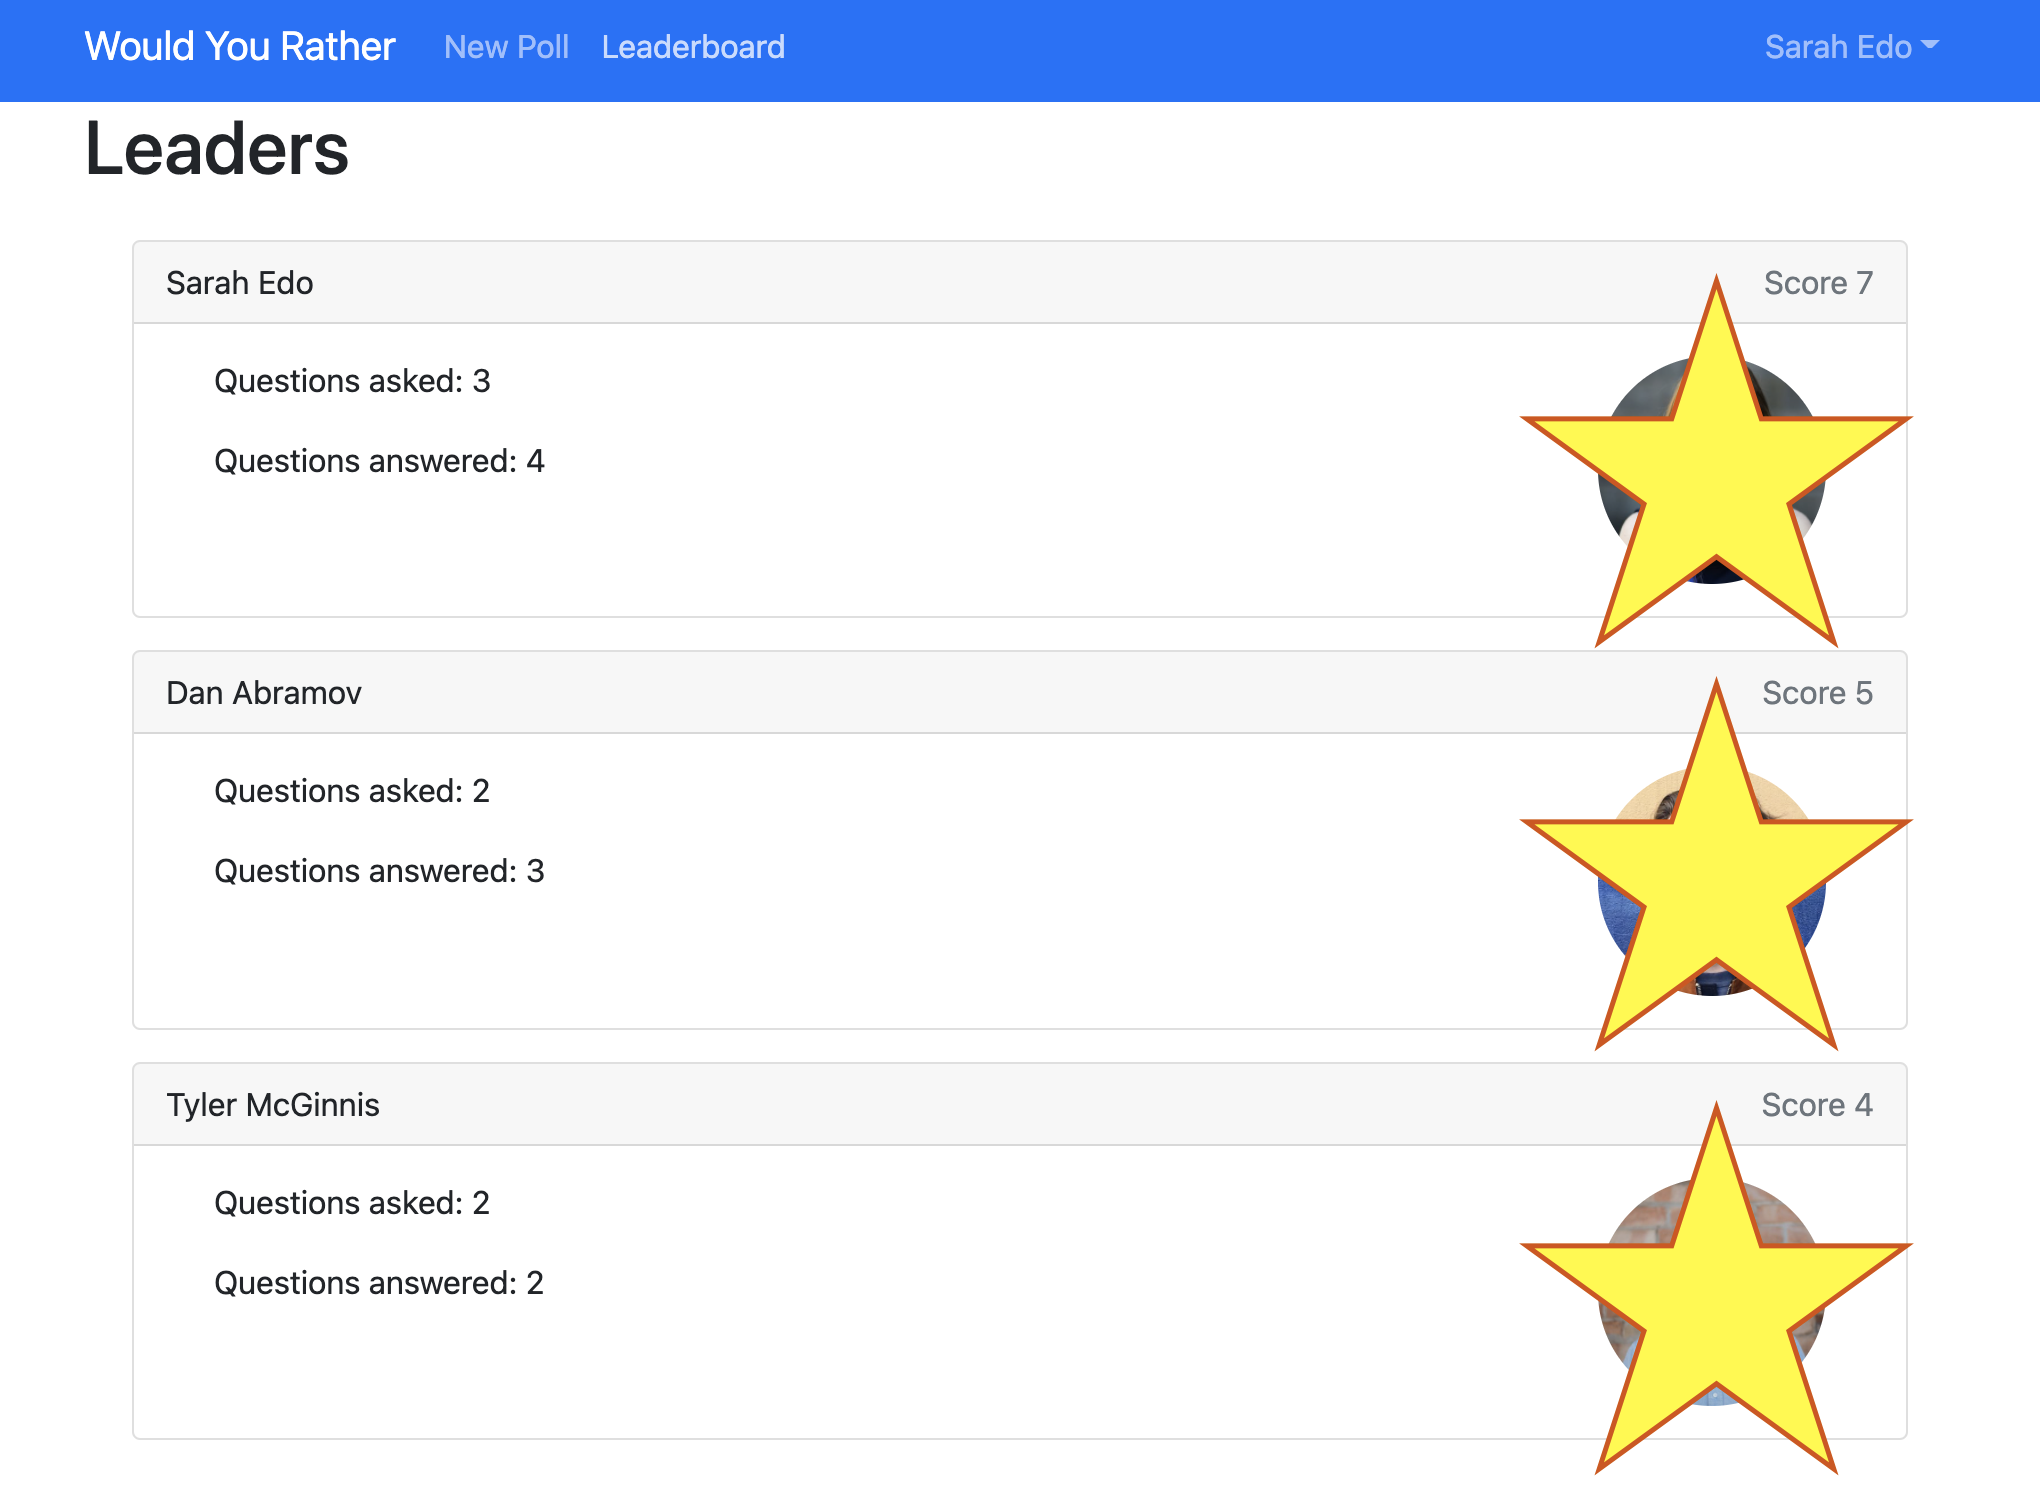 Would You Rather New Poll Leaderboard Sarah Edo
Leaders
Sarah Edo Score 7
Questions asked: 3
Questions answered: 4
Dan Abramov Score 5
Questions asked: 2
Questions answered: 3
Tyler McGinnis Score 4
Questions asked: 2
Questions answered: 2